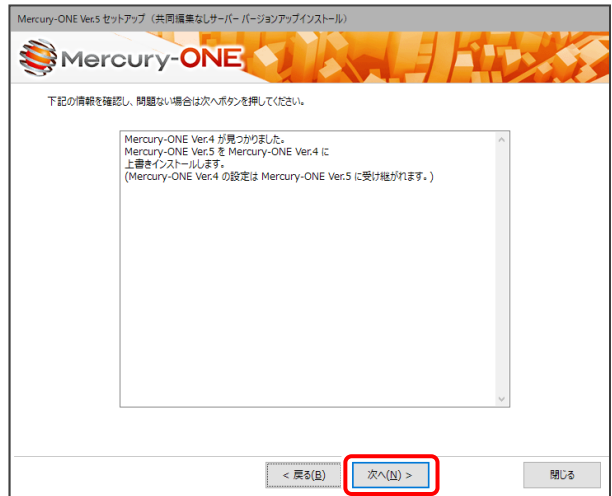 Mercury-ONE Ver.5 セットアップ（共同編集なしサーバー バージョンアップインストール）
Mercury-ONE
下記の情報を確認し、問題ない場合は次へボタンを押してください。
Mercury-ONE Ver.4 が見つかりました。
Mercury-ONE Ver.5 を Mercury-ONE Ver.4 に
上書きインストールします。
(Mercury-ONE Ver.4 の設定は Mercury-ONE Ver.5 に受け継がれます。)
< 戻る(B)
次へ(N) >
閉じる